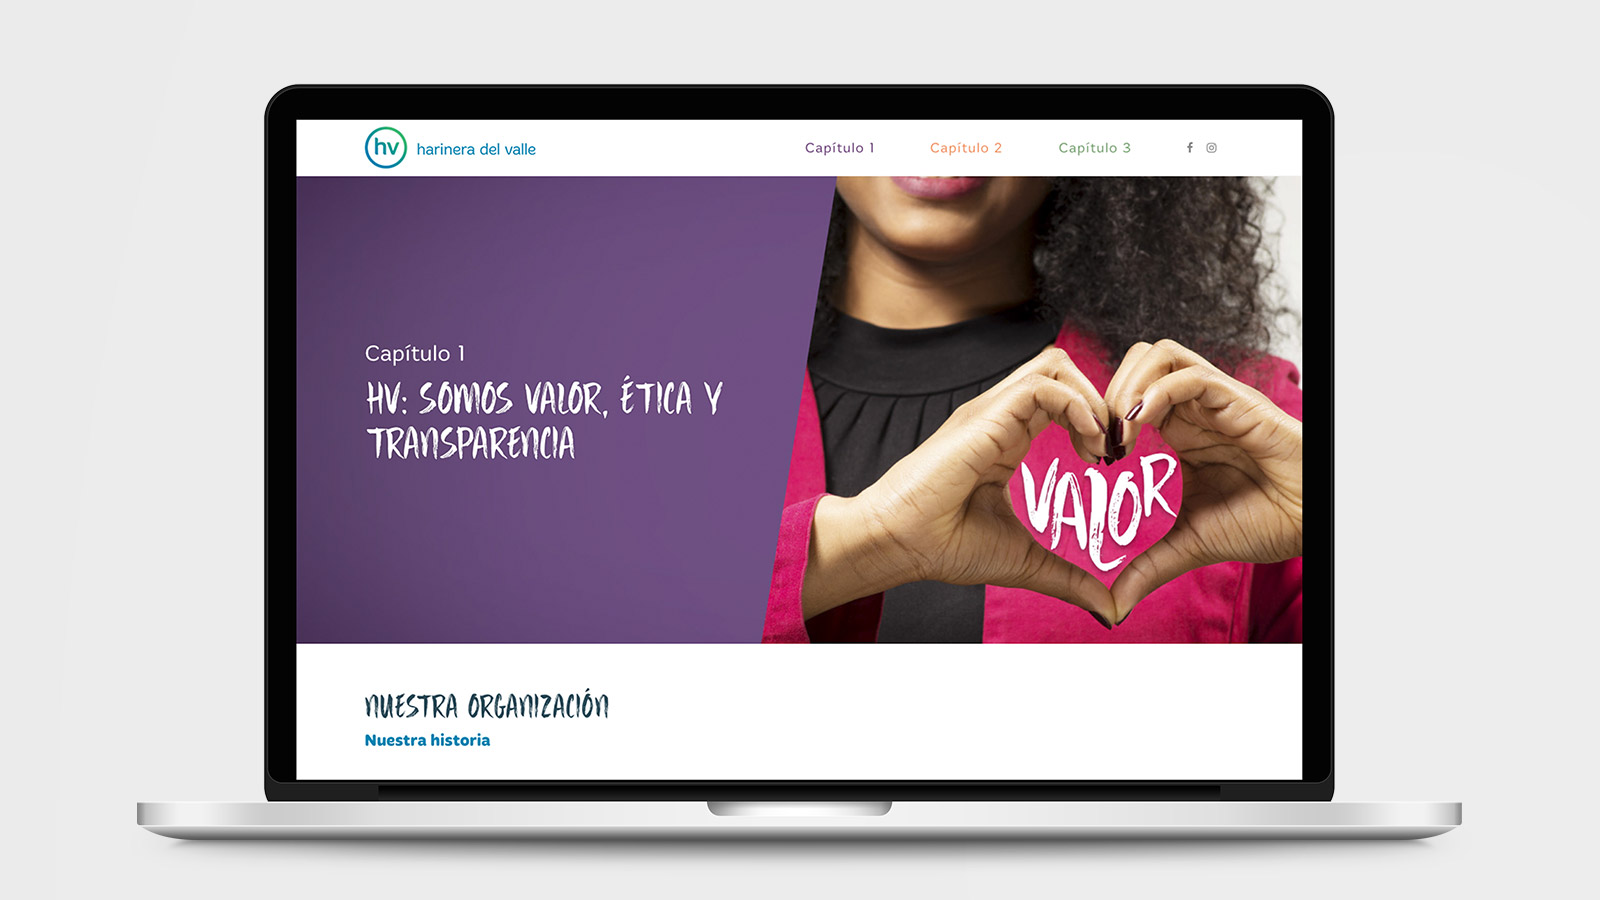 hv harinera del valle
Capítulo 1 Capítulo 2 Capítulo 3
Capítulo 1
HV: SOMOS VALOR, ÉTICA Y
TRANSPARENCIA
VALOR
NUESTRA ORGANIZACIÓN
Nuestra historia